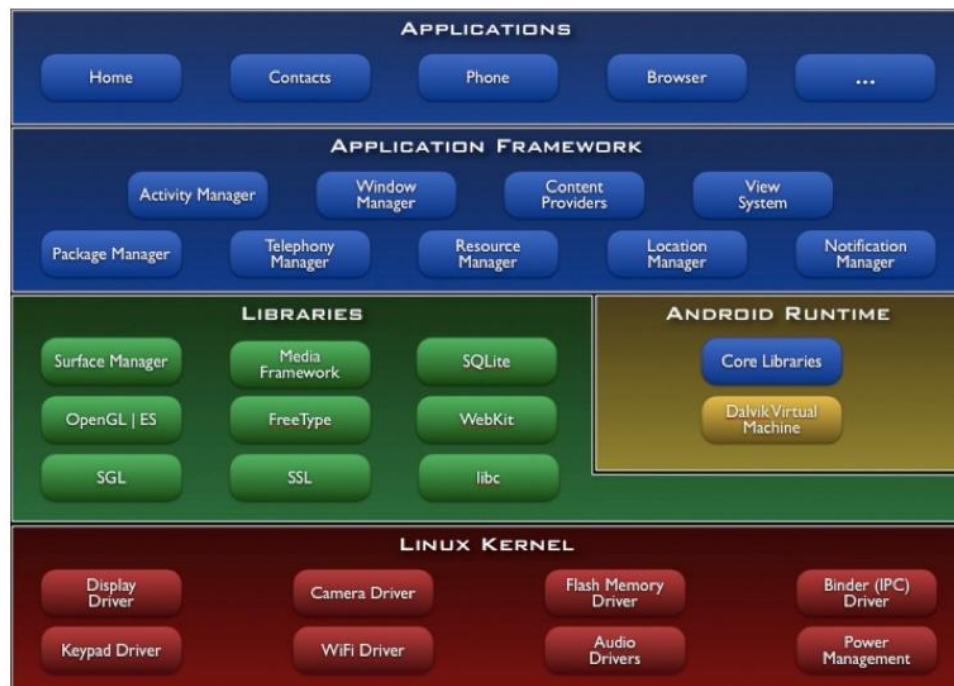 APPLICATIONS
Home
Contacts
Phone
Browser
...
APPLICATION FRAMEWORK
Activity Manager
Window
Manager
Content
Providers
View
System
Package Manager
Telephony
Manager
Resource
Manager
Location
Manager
Notification
Manager
LIBRARIES
Surface Manager
Media
Framework
SQLite
OpenGL | ES
FreeType
WebKit
SGL
SSL
libc
ANDROID RUNTIME
Core Libraries
Dalvik Virtual
Machine
LINUX KERNEL
Display
Driver
Camera Driver
Flash Memory
Driver
Binder (IPC)
Driver
Keypad Driver
WiFi Driver
Audio
Drivers
Power
Management